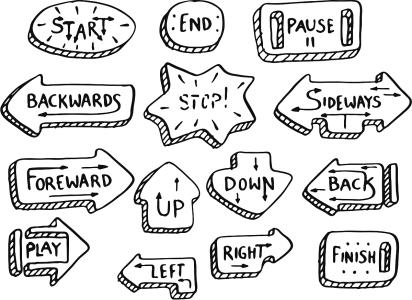 START
END
PAUSE
BACKWARDS
STOP!
SIDEWAYS
FOREWARD
UP
DOWN
BACK
PLAY
LEFT
RIGHT
FINISH